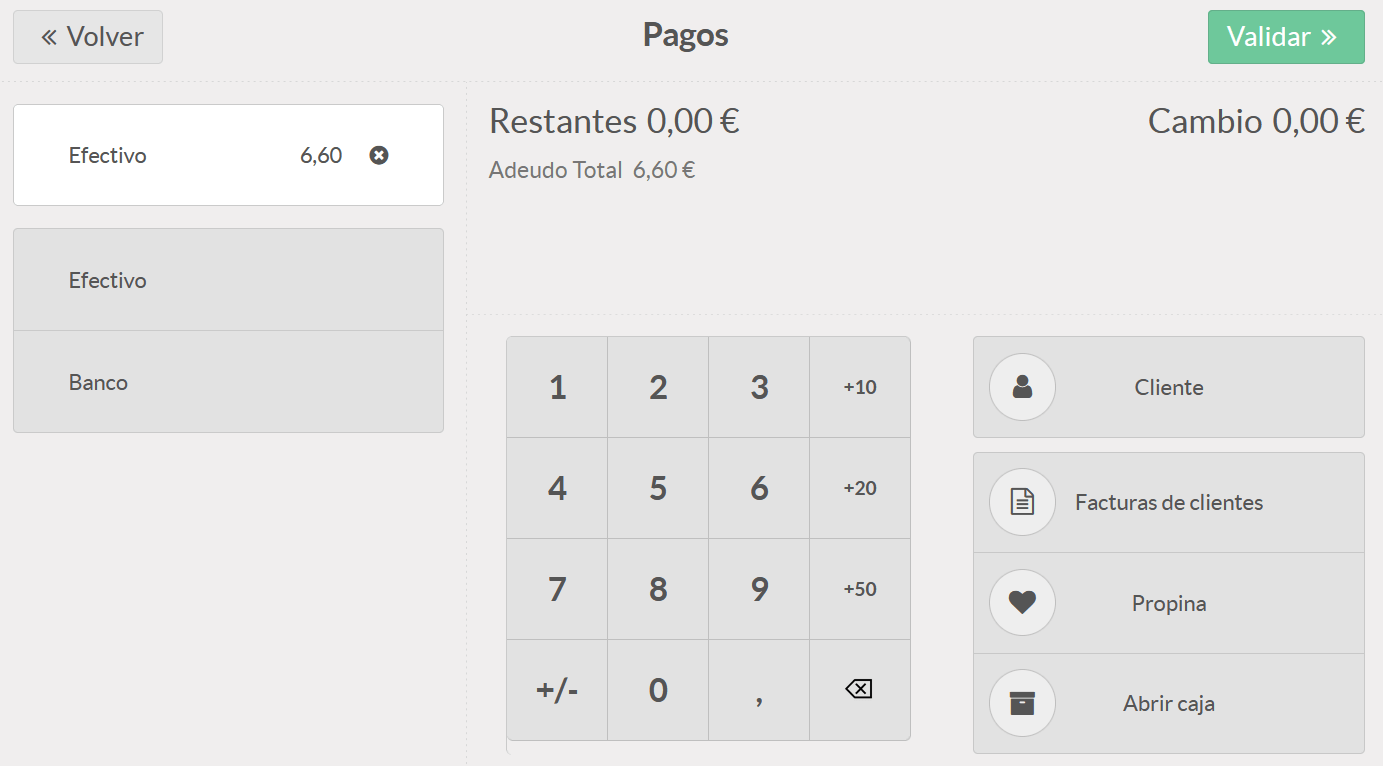 « Volver
Pagos
Validar »
Efectivo 6,60
Efectivo
Banco
Restantes 0,00 €
Cambio 0,00 €
Adeudo Total 6,60 €
1 2 3 +10
4 5 6 +20
7 8 9 +50
+/- 0 ,
Cliente
Facturas de clientes
Propina
Abrir caja